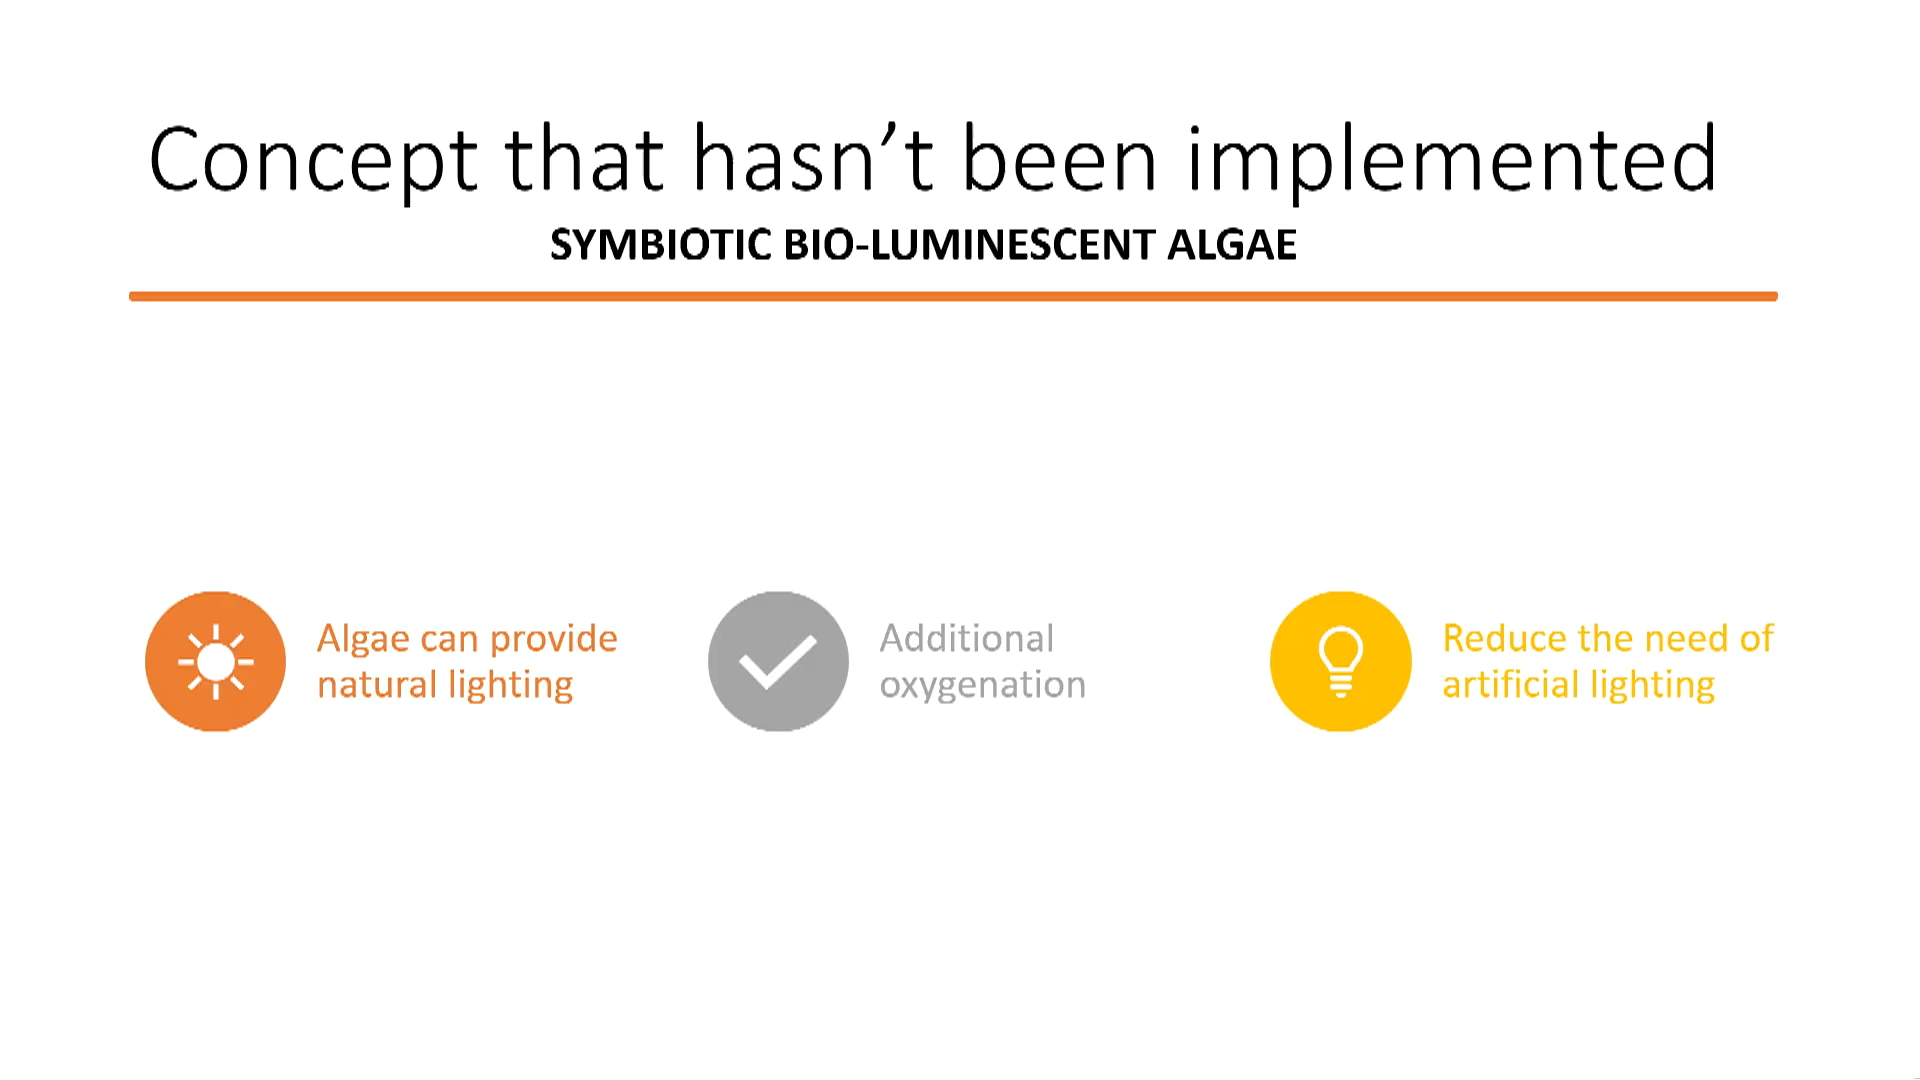 Concept that hasn’t been implemented
SYMBIOTIC BIO-LUMINESCENT ALGAE
Algae can provide
natural lighting
Additional
oxygenation
Reduce the need of
artificial lighting